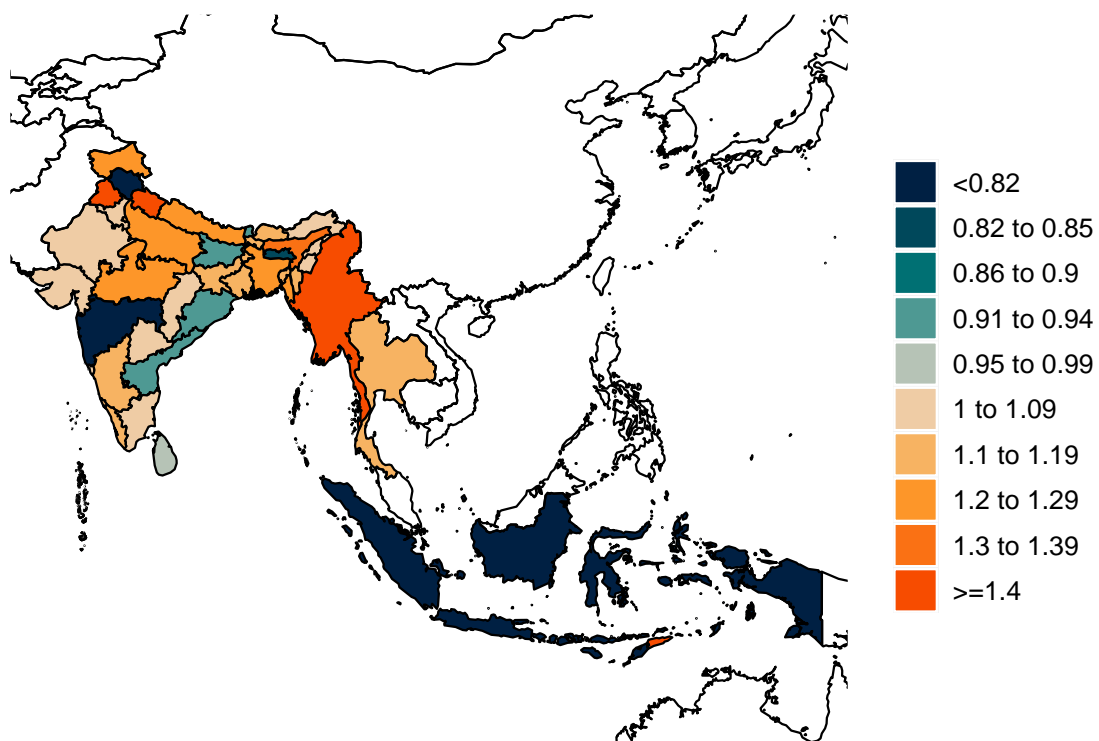 <0.82
0.82 to 0.85
0.86 to 0.9
0.91 to 0.94
0.95 to 0.99
1 to 1.09
1.1 to 1.19
1.2 to 1.29
1.3 to 1.39
>=1.4